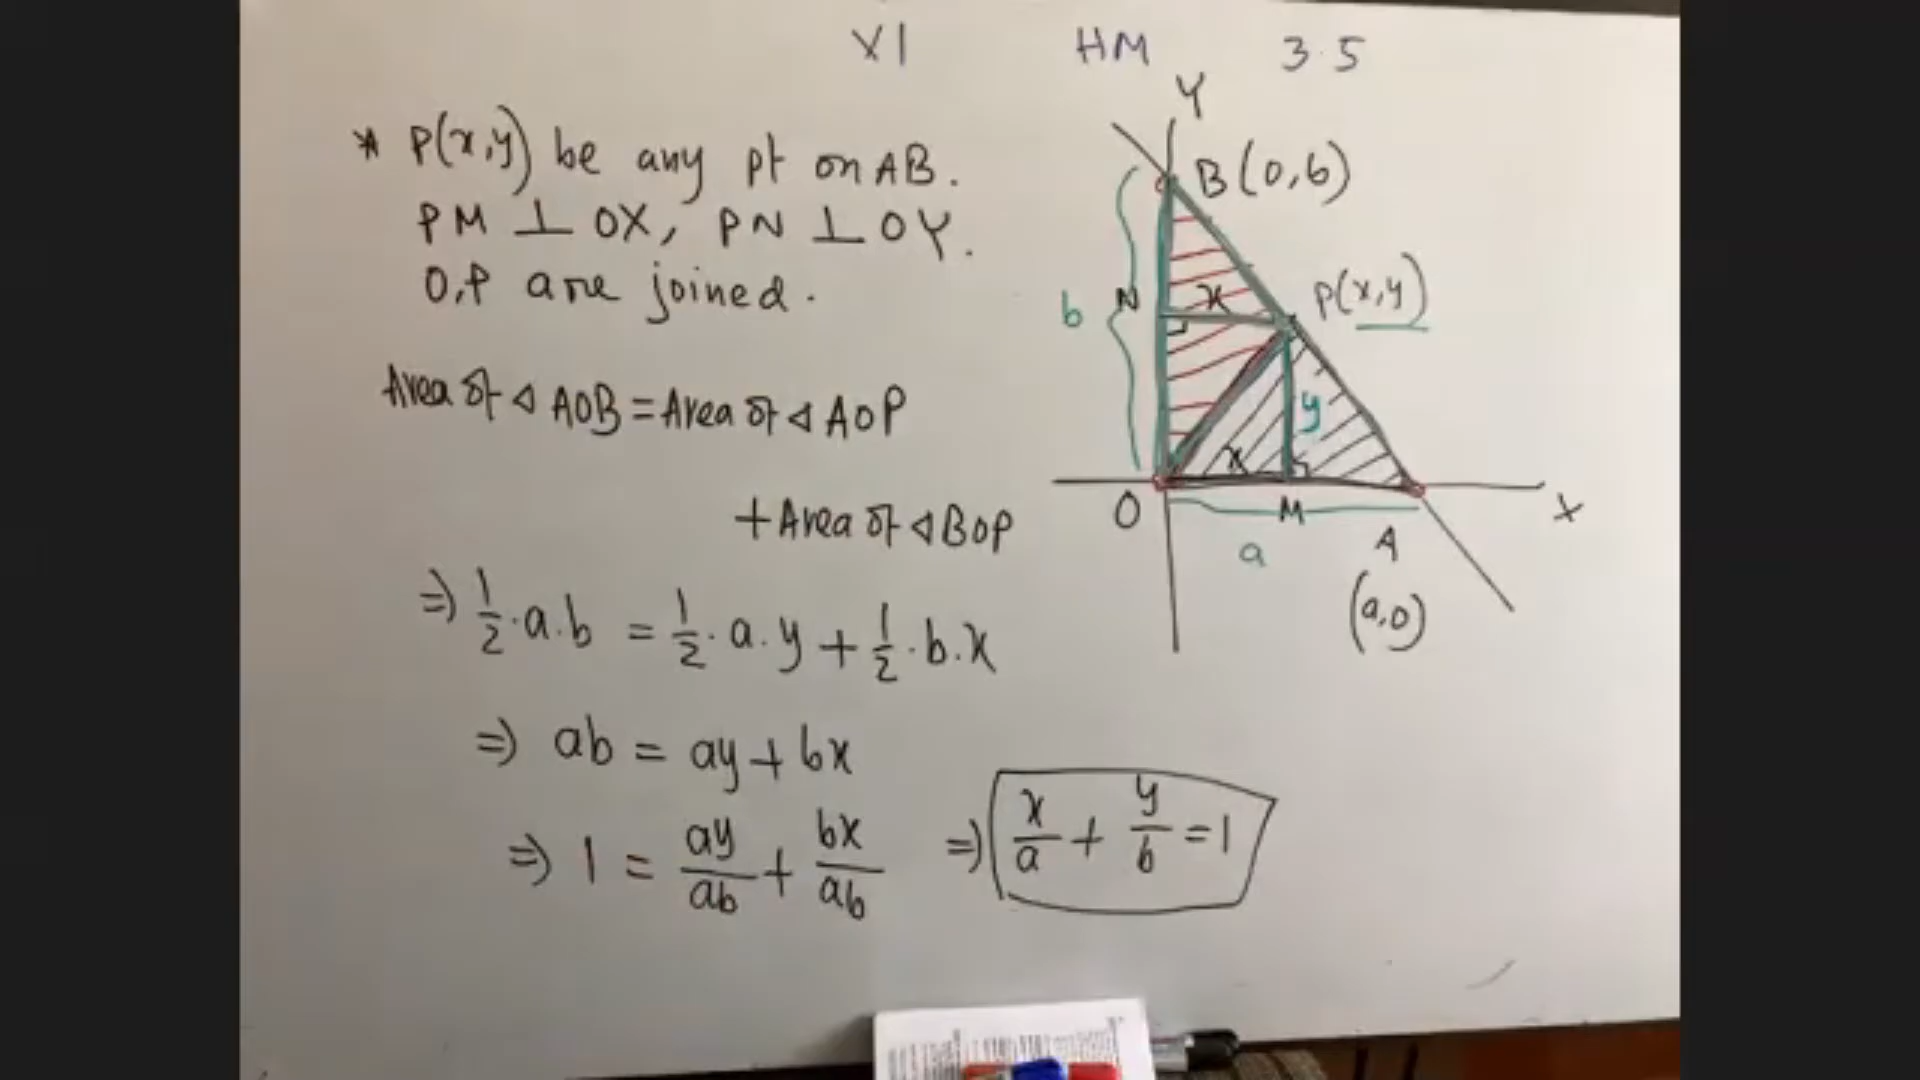 XI HM 3.5
* P(x,y) be any pt on AB.
PM ⊥ OX, PN ⊥ OY.
O,P are joined.
Area of △ AOB = Area of △ AOP
+ Area of △ BOP
⇒ 1/2 · a.b = 1/2 · a.y + 1/2 · b.x
⇒ ab = ay + bx
⇒ 1 = ay/ab + bx/ab ⇒ x/a + y/b = 1
Y
B(0,b)
P(x,y)
N
x
b
y
x
O
M
X
a
A
(a,0)